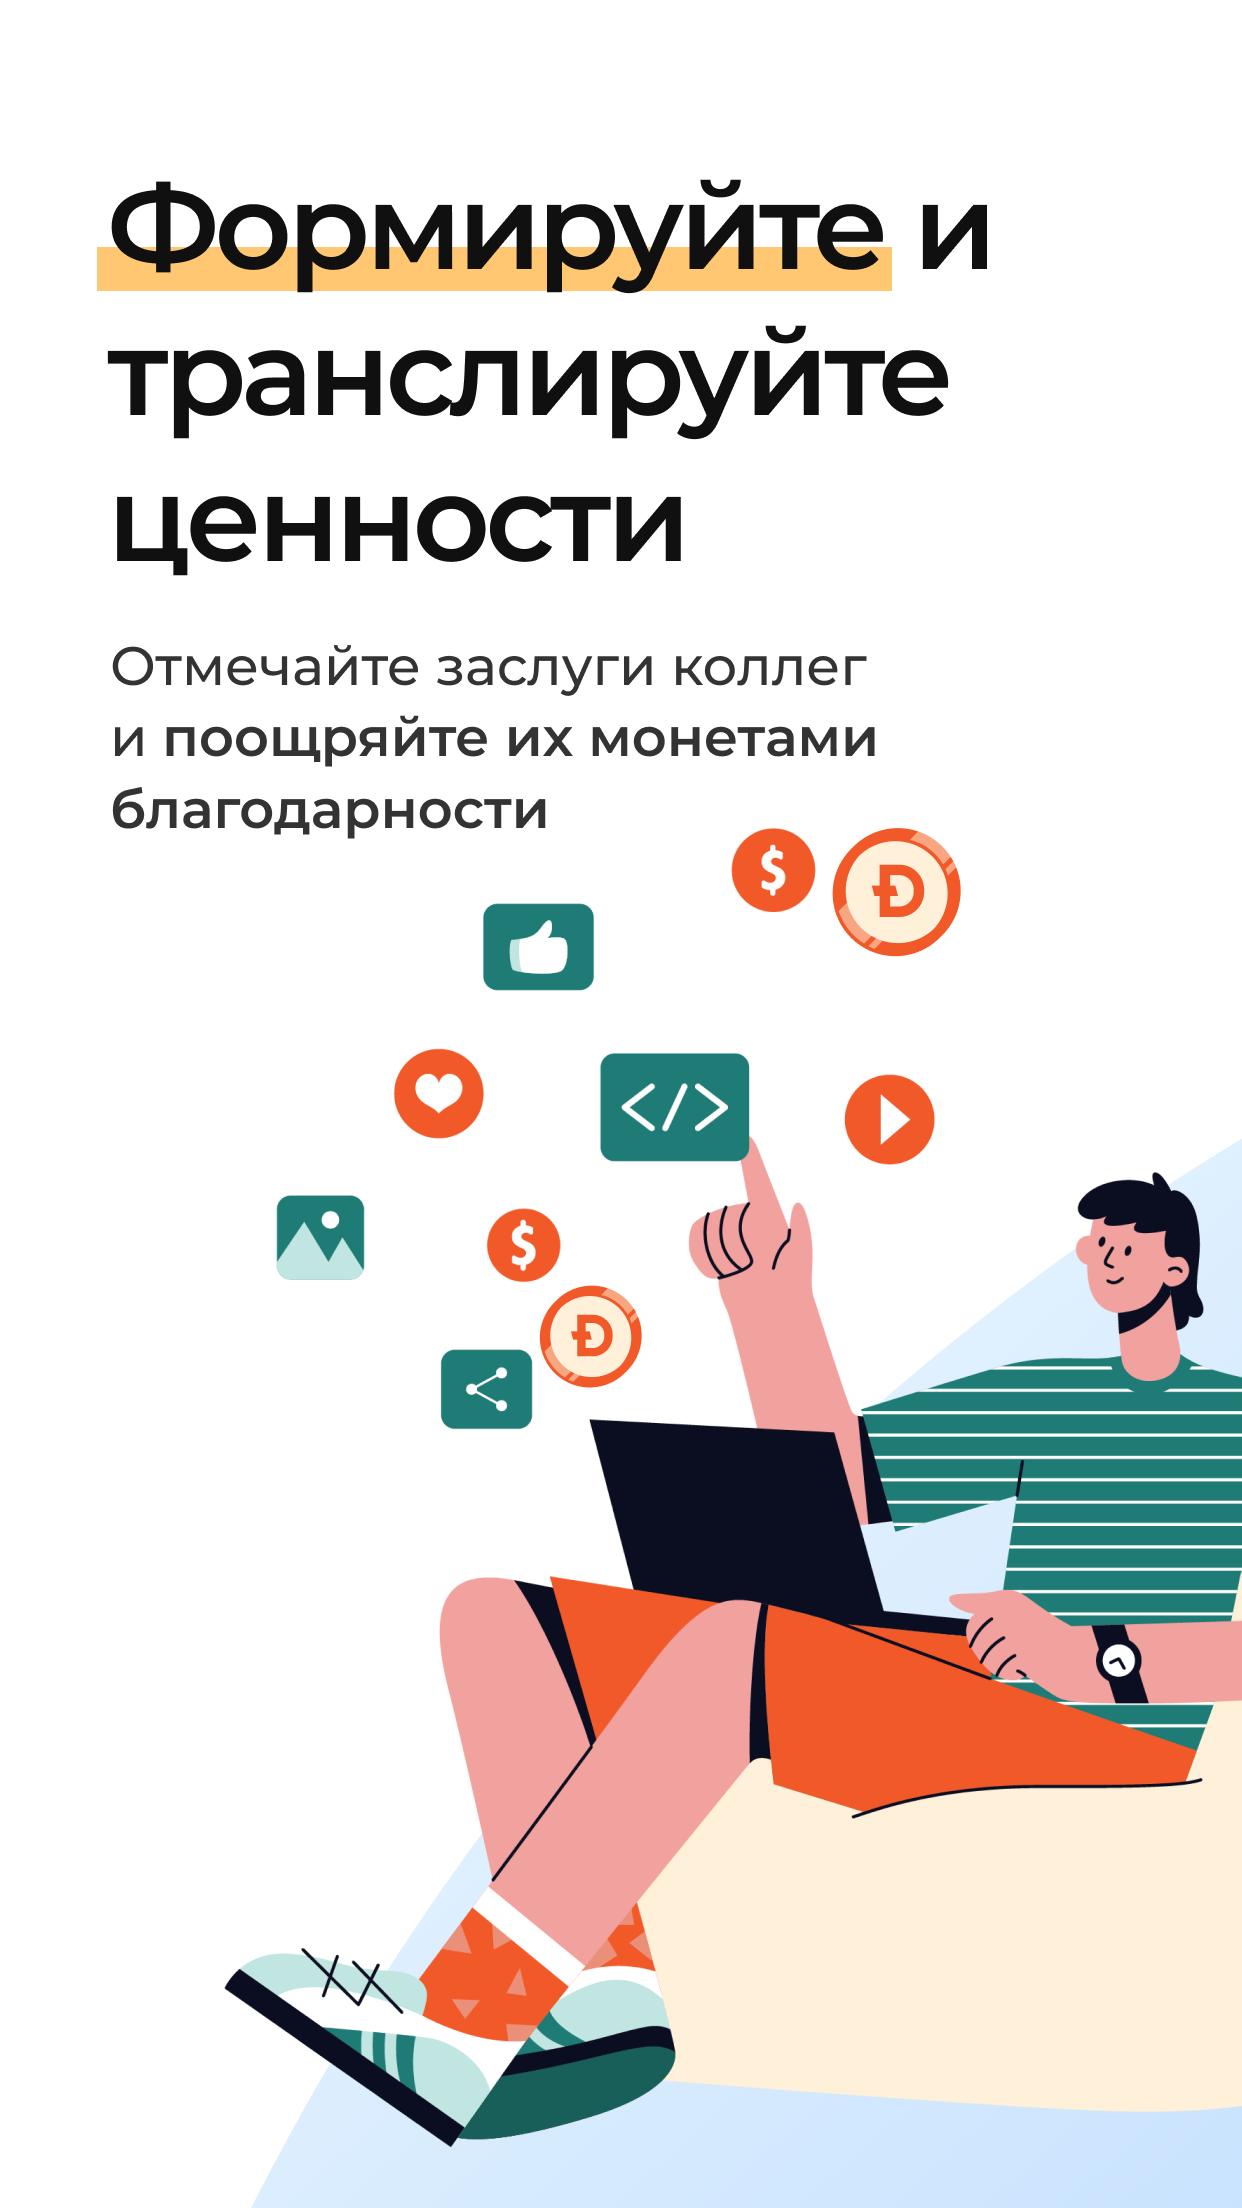 Формируйте и
транслируйте
ценности
Отмечайте заслуги коллег
и поощряйте их монетами
благодарности
$
Đ
</>
$
Đ